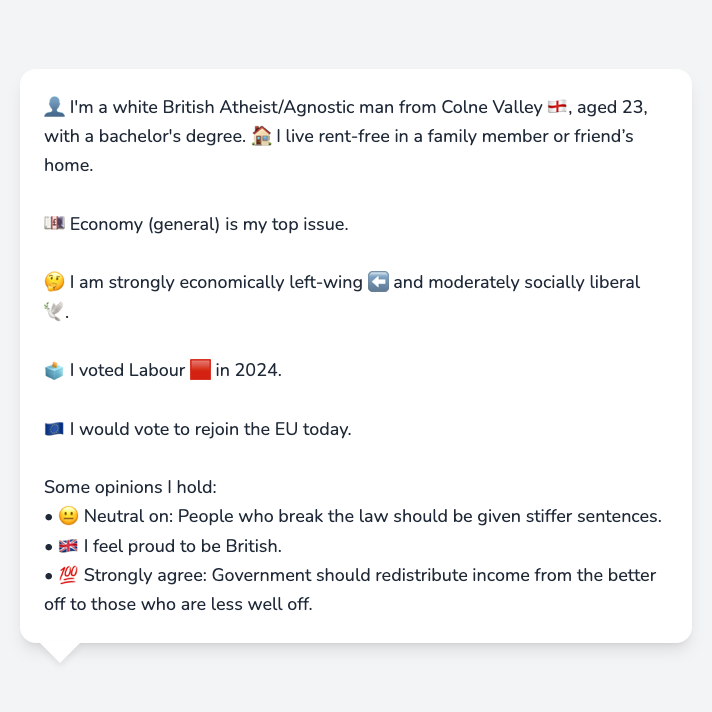 👤 I'm a white British Atheist/Agnostic man from Colne Valley 🏴󠁧󠁢󠁥󠁮󠁧󠁿, aged 23,
with a bachelor's degree. 🏠 I live rent-free in a family member or friend’s
home.
💷 Economy (general) is my top issue.
🤔 I am strongly economically left-wing ⬅️ and moderately socially liberal
🕊️.
🗳️ I voted Labour 🟥 in 2024.
🇪🇺 I would vote to rejoin the EU today.
Some opinions I hold:
• 😐 Neutral on: People who break the law should be given stiffer sentences.
• 🇬🇧 I feel proud to be British.
• 💯 Strongly agree: Government should redistribute income from the better
off to those who are less well off.